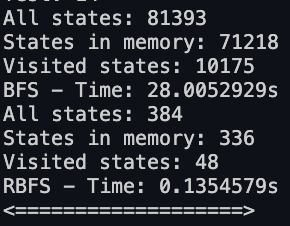 All states: 81393
States in memory: 71218
Visited states: 10175
BFS – Time: 28.0052929s
All states: 384
States in memory: 336
Visited states: 48
RBFS – Time: 0.1354579s
<===================>